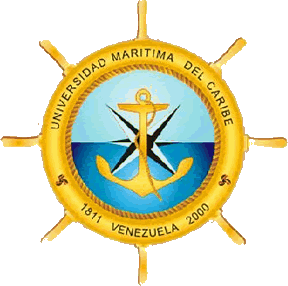 UNIVERSIDAD MARITIMA DEL CARIBE
1811 VENEZUELA 2000